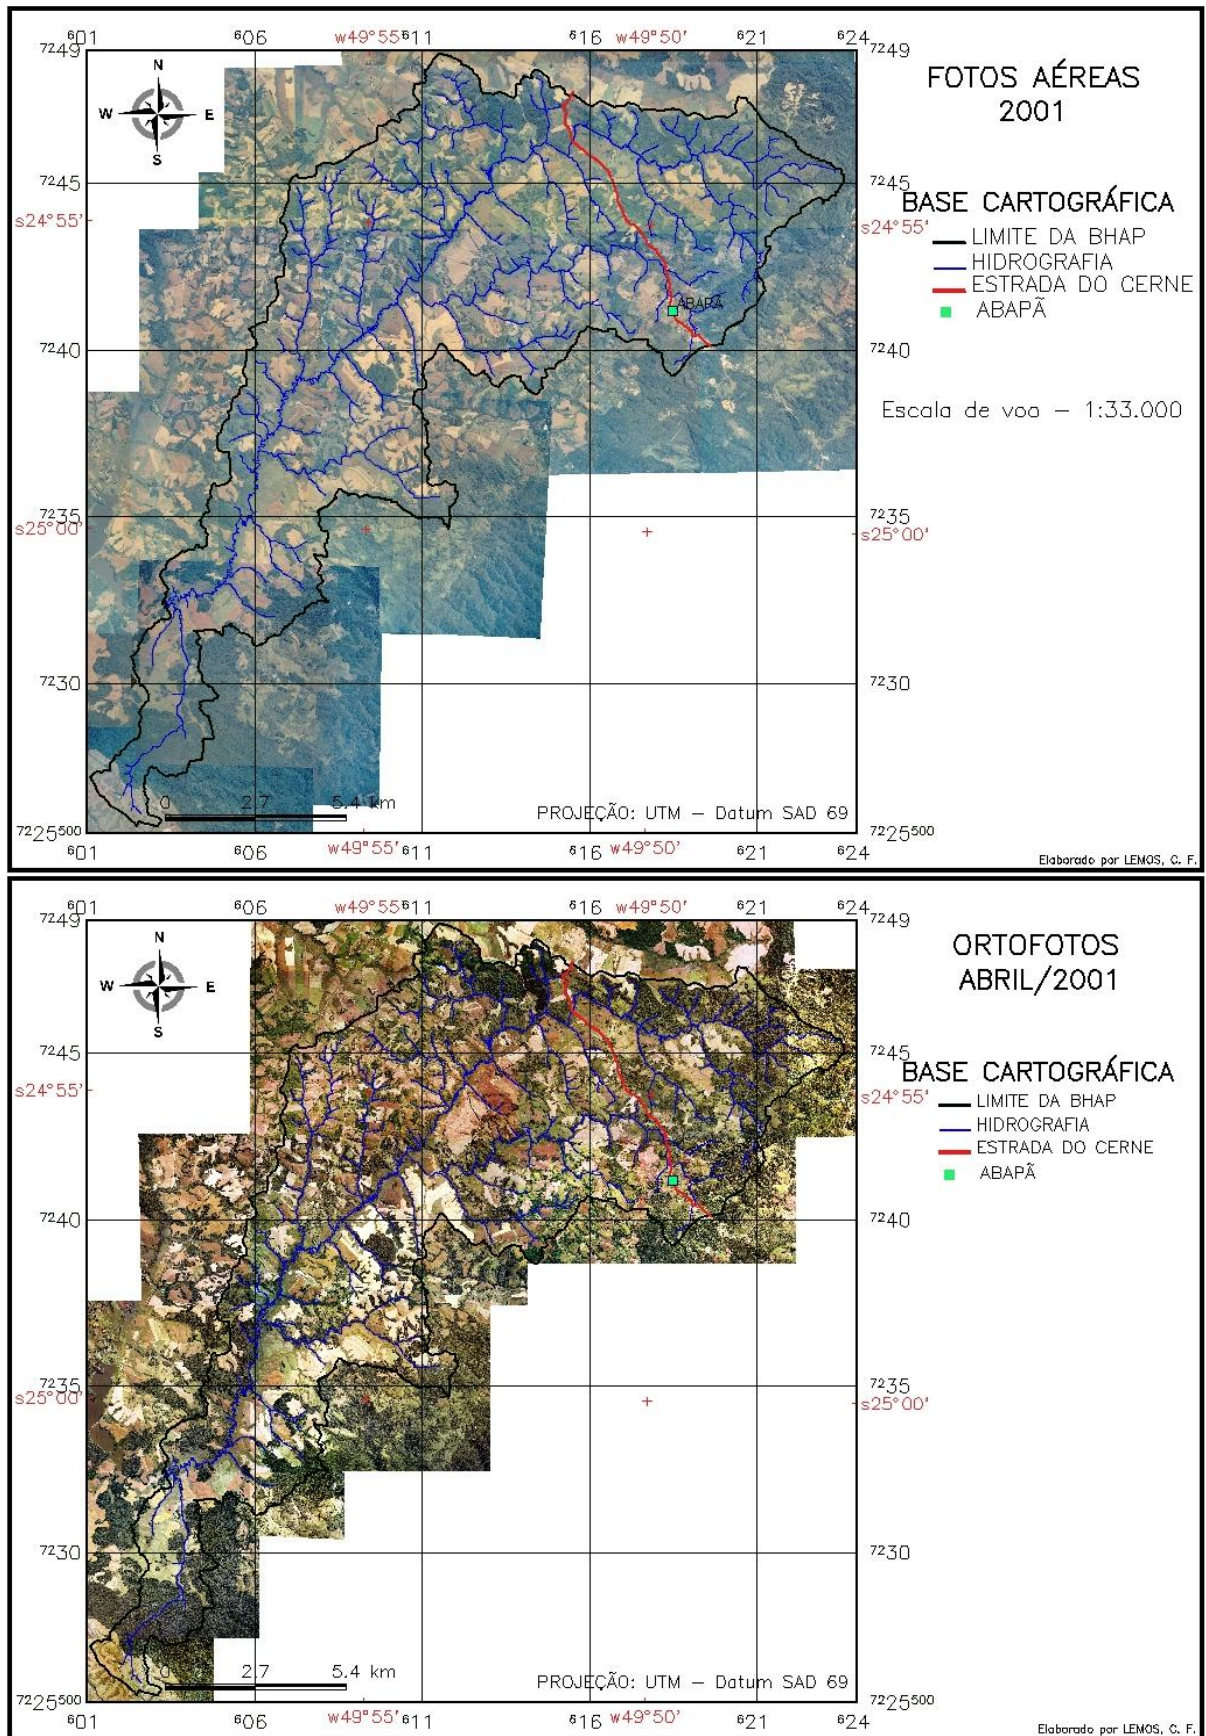 601 606 w49°55' 611 616 w49°50' 621 624
7249 7249
FOTOS AÉREAS
2001
N
W E
S
7245 7245
BASE CARTOGRÁFICA
s24°55' s24°55'
LIMITE DA BHAP
HIDROGRAFIA
ESTRADA DO CERNE
ABAPÃ
ABAPÃ
7240 7240
Escala de voo - 1:33.000
7235 7235
s25°00' s25°00'
7230 7230
0 2.7 5.4 km
PROJEÇÃO: UTM - Datum SAD 69
7225500 7225500
601 606 w49°55' 611 616 w49°50' 621 624
Elaborado por LEMOS, C. F.
601 606 w49°55' 611 616 w49°50' 621 624
7249 7249
ORTOFOTOS
ABRIL/2001
N
W E
S
7245 7245
BASE CARTOGRÁFICA
s24°55' s24°55'
LIMITE DA BHAP
HIDROGRAFIA
ESTRADA DO CERNE
ABAPÃ
7240 7240
7235 7235
s25°00' s25°00'
7230 7230
0 2.7 5.4 km
PROJEÇÃO: UTM - Datum SAD 69
7225500 7225500
601 606 w49°55' 611 616 w49°50' 621 624
Elaborado por LEMOS, C. F.